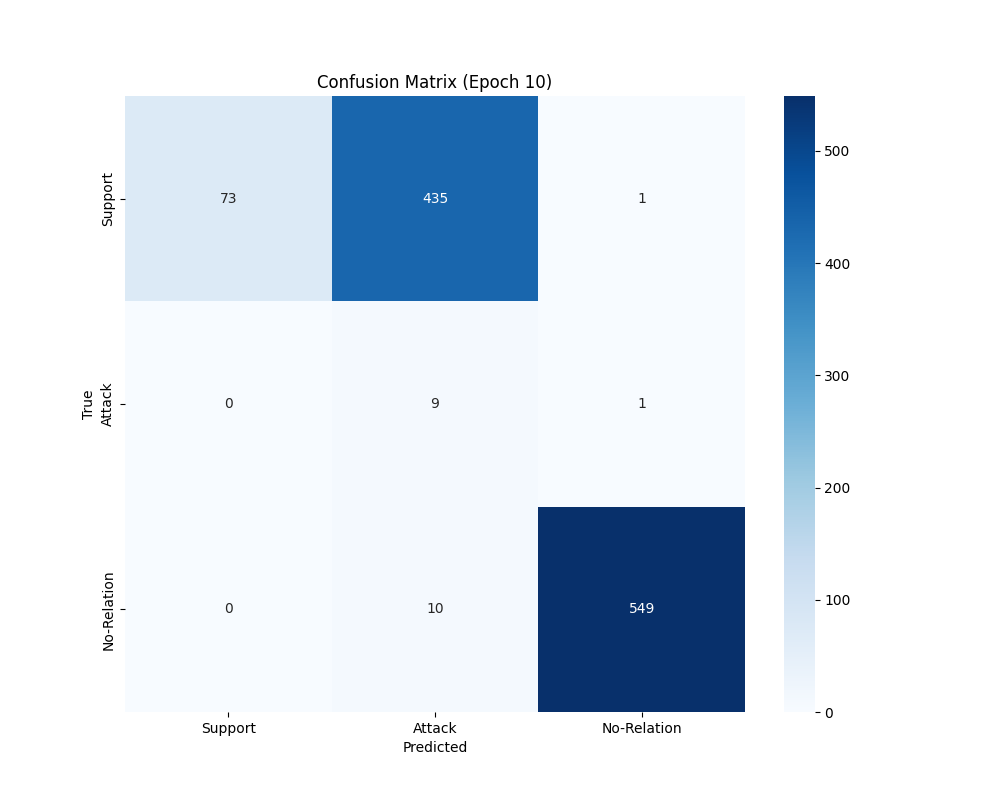 Confusion Matrix (Epoch 10)
Support
73
435
1
True
Attack
0
9
1
No-Relation
0
10
549
Support
Attack
No-Relation
Predicted
500
400
300
200
100
0